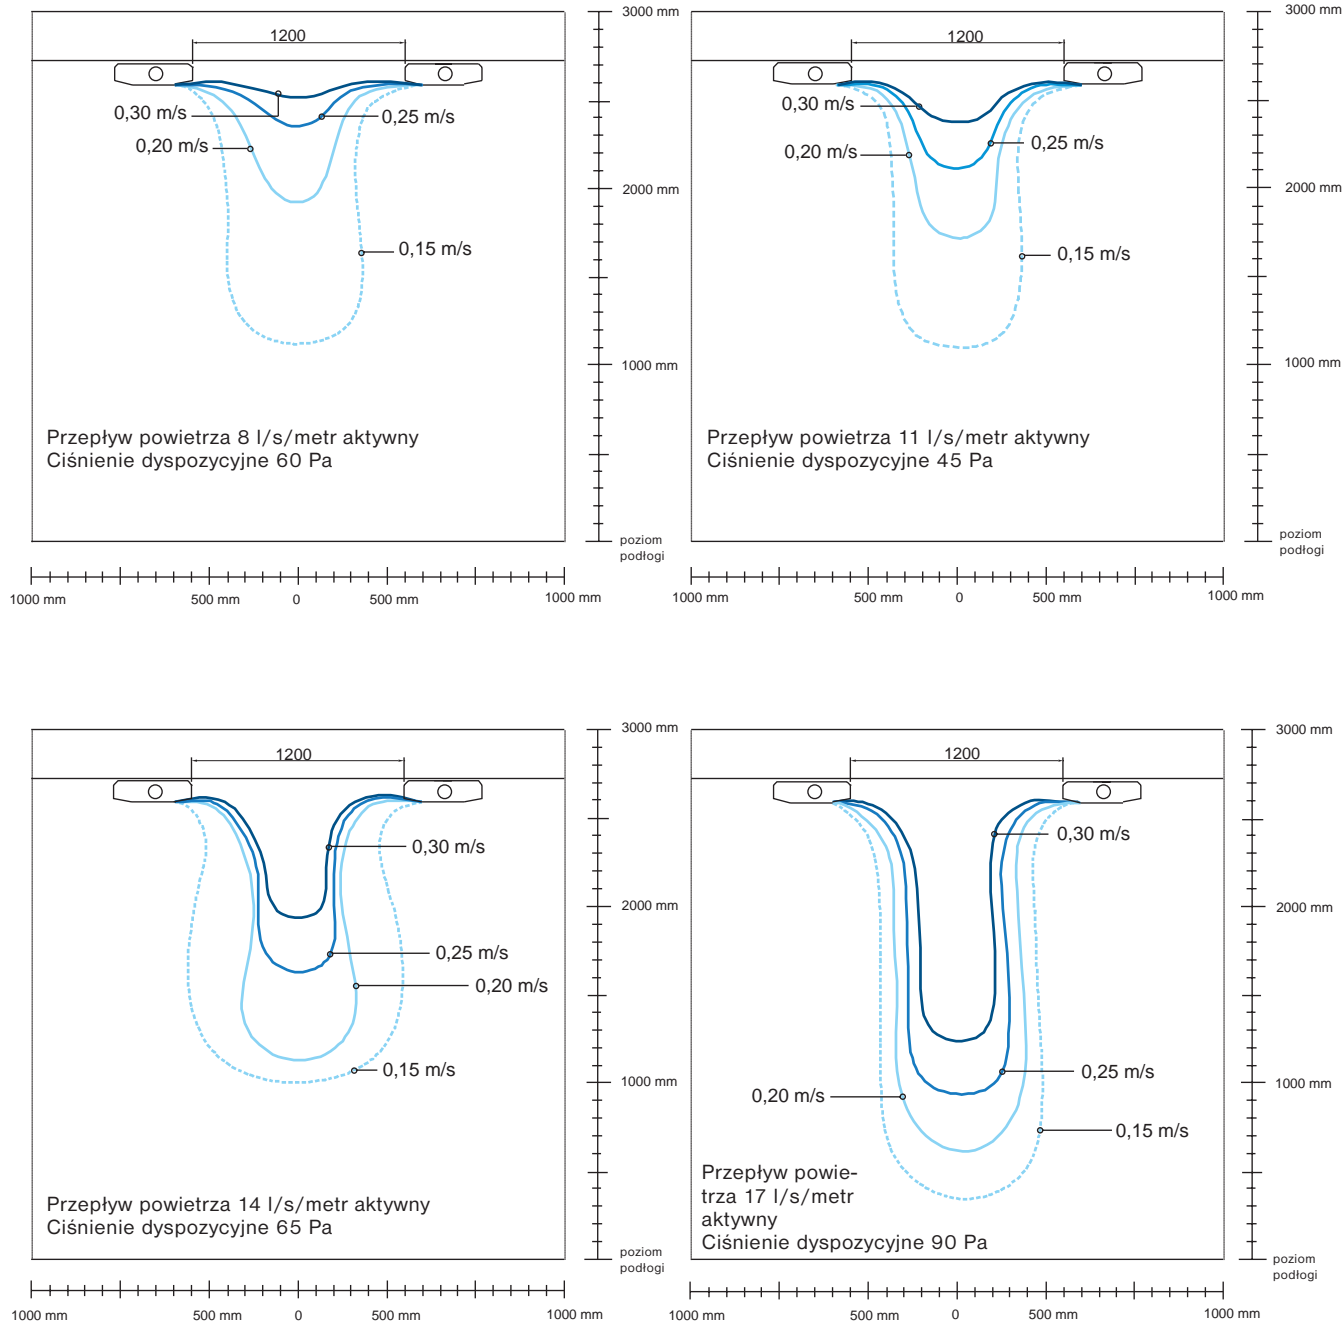 1200
0,30 m/s
0,25 m/s
0,20 m/s
0,15 m/s
Przepływ powietrza 8 l/s/metr aktywny
Ciśnienie dyspozycyjne 60 Pa
3000 mm
2000 mm
1000 mm
poziom
podłogi
1000 mm
500 mm
0
500 mm
1000 mm
1200
0,30 m/s
0,25 m/s
0,20 m/s
0,15 m/s
Przepływ powietrza 11 l/s/metr aktywny
Ciśnienie dyspozycyjne 45 Pa
3000 mm
2000 mm
1000 mm
poziom
podłogi
1000 mm
500 mm
0
500 mm
1000 mm
1200
0,30 m/s
0,25 m/s
0,20 m/s
0,15 m/s
Przepływ powietrza 14 l/s/metr aktywny
Ciśnienie dyspozycyjne 65 Pa
3000 mm
2000 mm
1000 mm
poziom
podłogi
1000 mm
500 mm
0
500 mm
1000 mm
1200
0,30 m/s
0,25 m/s
0,20 m/s
0,15 m/s
Przepływ powie-
trza 17 l/s/metr
aktywny
Ciśnienie dyspozycyjne 90 Pa
3000 mm
2000 mm
1000 mm
poziom
podłogi
1000 mm
500 mm
0
500 mm
1000 mm